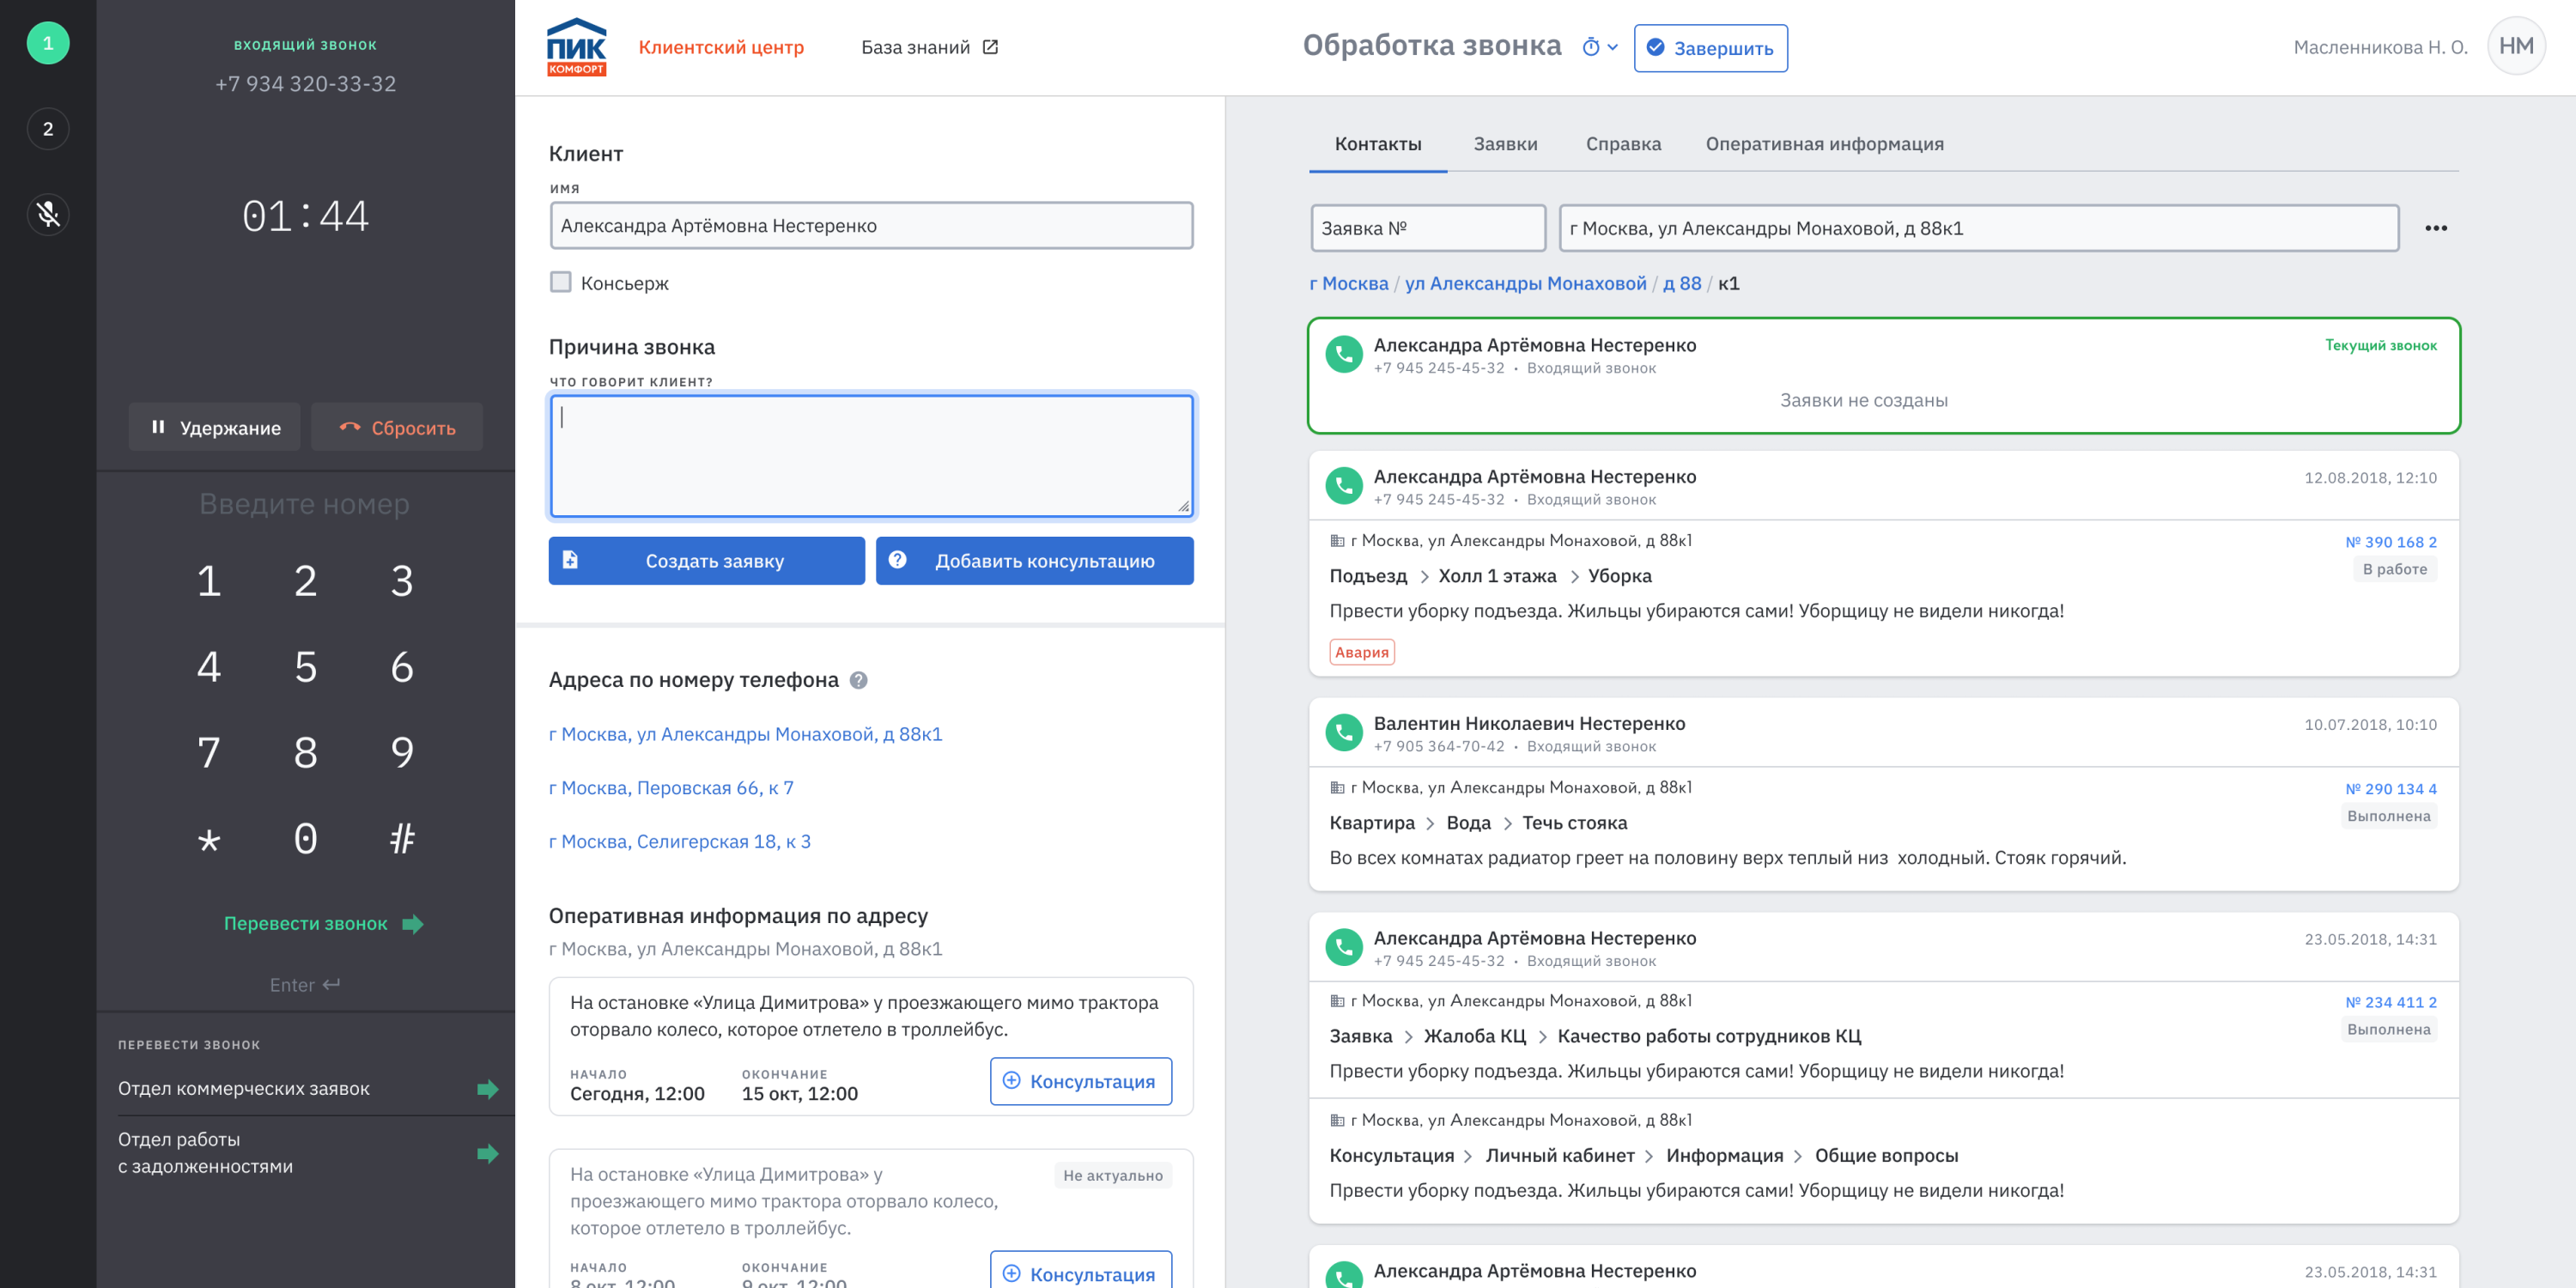 1
2
ВХОДЯЩИЙ ЗВОНОК
+7 934 320-33-32
01:44
Удержание
Сбросить
Введите номер
1 2 3
4 5 6
7 8 9
* 0 #
Перевести звонок
Enter
ПЕРЕВЕСТИ ЗВОНОК
Отдел коммерческих заявок
Отдел работы
с задолженностями
ПИК
КОМФОРТ
Клиентский центр
База знаний
Обработка звонка
Завершить
Масленникова Н. О.
НМ
Клиент
ИМЯ
Александра Артёмовна Нестеренко
Консьерж
Причина звонка
ЧТО ГОВОРИТ КЛИЕНТ?
Создать заявку
Добавить консультацию
Адреса по номеру телефона
?
г Москва, ул Александры Монаховой, д 88к1
г Москва, Перовская 66, к 7
г Москва, Селигерская 18, к 3
Оперативная информация по адресу
г Москва, ул Александры Монаховой, д 88к1
На остановке «Улица Димитрова» у проезжающего мимо трактора
оторвало колесо, которое отлетело в троллейбус.
НАЧАЛО
Сегодня, 12:00
ОКОНЧАНИЕ
15 окт, 12:00
Консультация
На остановке «Улица Димитрова» у
проезжающего мимо трактора оторвало колесо,
которое отлетело в троллейбус.
Не актуально
НАЧАЛО
8 окт, 12:00
ОКОНЧАНИЕ
9 окт, 12:00
Консультация
Контакты
Заявки
Справка
Оперативная информация
Заявка №
г Москва, ул Александры Монаховой, д 88к1
г Москва / ул Александры Монаховой / д 88 / к1
Александра Артёмовна Нестеренко
Текущий звонок
+7 945 245-45-32 • Входящий звонок
Заявки не созданы
Александра Артёмовна Нестеренко
12.08.2018, 12:10
+7 945 245-45-32 • Входящий звонок
г Москва, ул Александры Монаховой, д 88к1
№ 390 168 2
В работе
Подъезд > Холл 1 этажа > Уборка
Првести уборку подъезда. Жильцы убираются сами! Уборщицу не видели никогда!
Авария
Валентин Николаевич Нестеренко
10.07.2018, 10:10
+7 905 364-70-42 • Входящий звонок
г Москва, ул Александры Монаховой, д 88к1
№ 290 134 4
Выполнена
Квартира > Вода > Течь стояка
Во всех комнатах радиатор греет на половину верх теплый низ холодный. Стояк горячий.
Александра Артёмовна Нестеренко
23.05.2018, 14:31
+7 945 245-45-32 • Входящий звонок
г Москва, ул Александры Монаховой, д 88к1
№ 234 411 2
Выполнена
Заявка > Жалоба КЦ > Качество работы сотрудников КЦ
Првести уборку подъезда. Жильцы убираются сами! Уборщицу не видели никогда!
г Москва, ул Александры Монаховой, д 88к1
Консультация > Личный кабинет > Информация > Общие вопросы
Првести уборку подъезда. Жильцы убираются сами! Уборщицу не видели никогда!
Александра Артёмовна Нестеренко
23.05.2018, 14:31